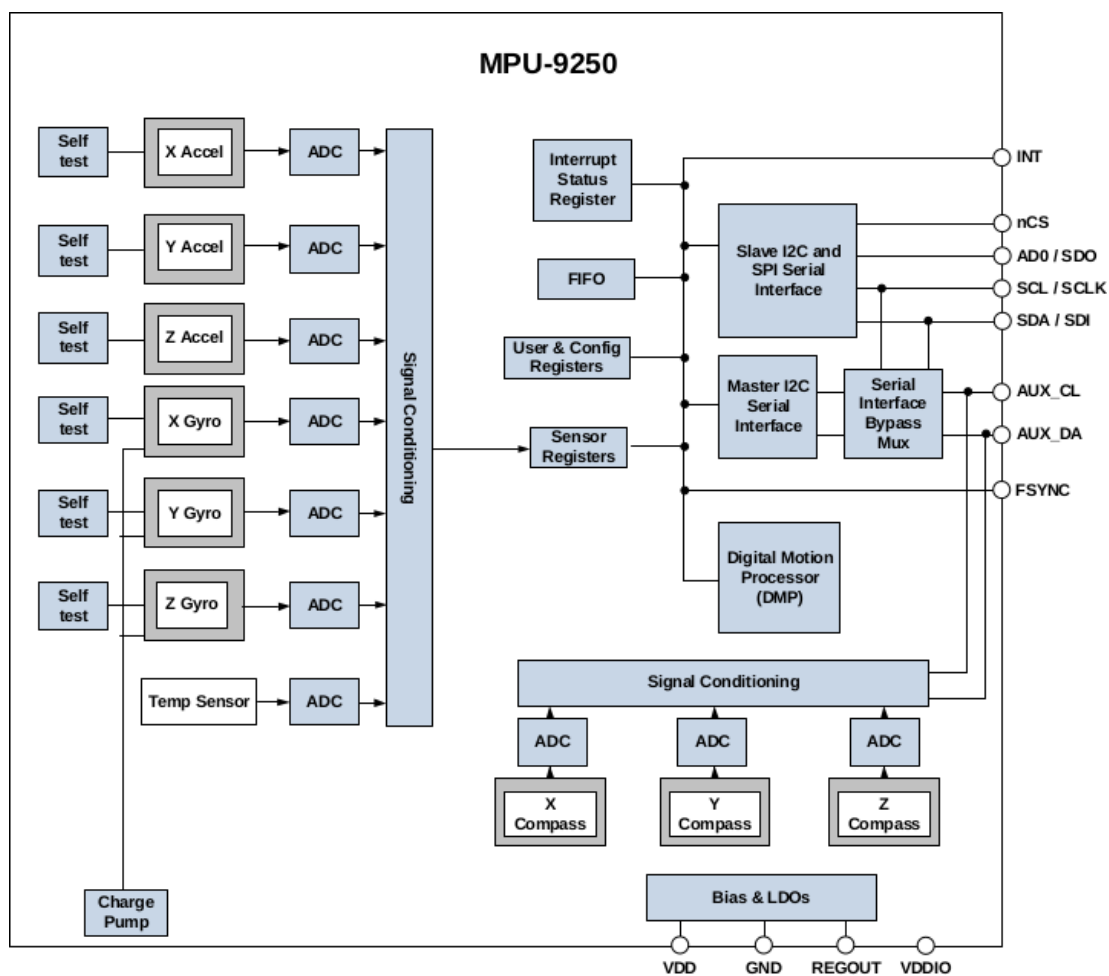 MPU-9250
Self
test
X Accel
ADC
Self
test
Y Accel
ADC
Self
test
Z Accel
ADC
Self
test
X Gyro
ADC
Self
test
Y Gyro
ADC
Self
test
Z Gyro
ADC
Temp Sensor
ADC
Signal Conditioning
Charge
Pump
Interrupt
Status
Register
FIFO
User & Config
Registers
Sensor
Registers
Slave I2C and
SPI Serial
Interface
Master I2C
Serial
Interface
Serial
Interface
Bypass
Mux
Digital Motion
Processor
(DMP)
INT
nCS
AD0 / SDO
SCL / SCLK
SDA / SDI
AUX_CL
AUX_DA
FSYNC
Signal Conditioning
ADC
ADC
ADC
X
Compass
Y
Compass
Z
Compass
Bias & LDOs
VDD
GND
REGOUT
VDDIO